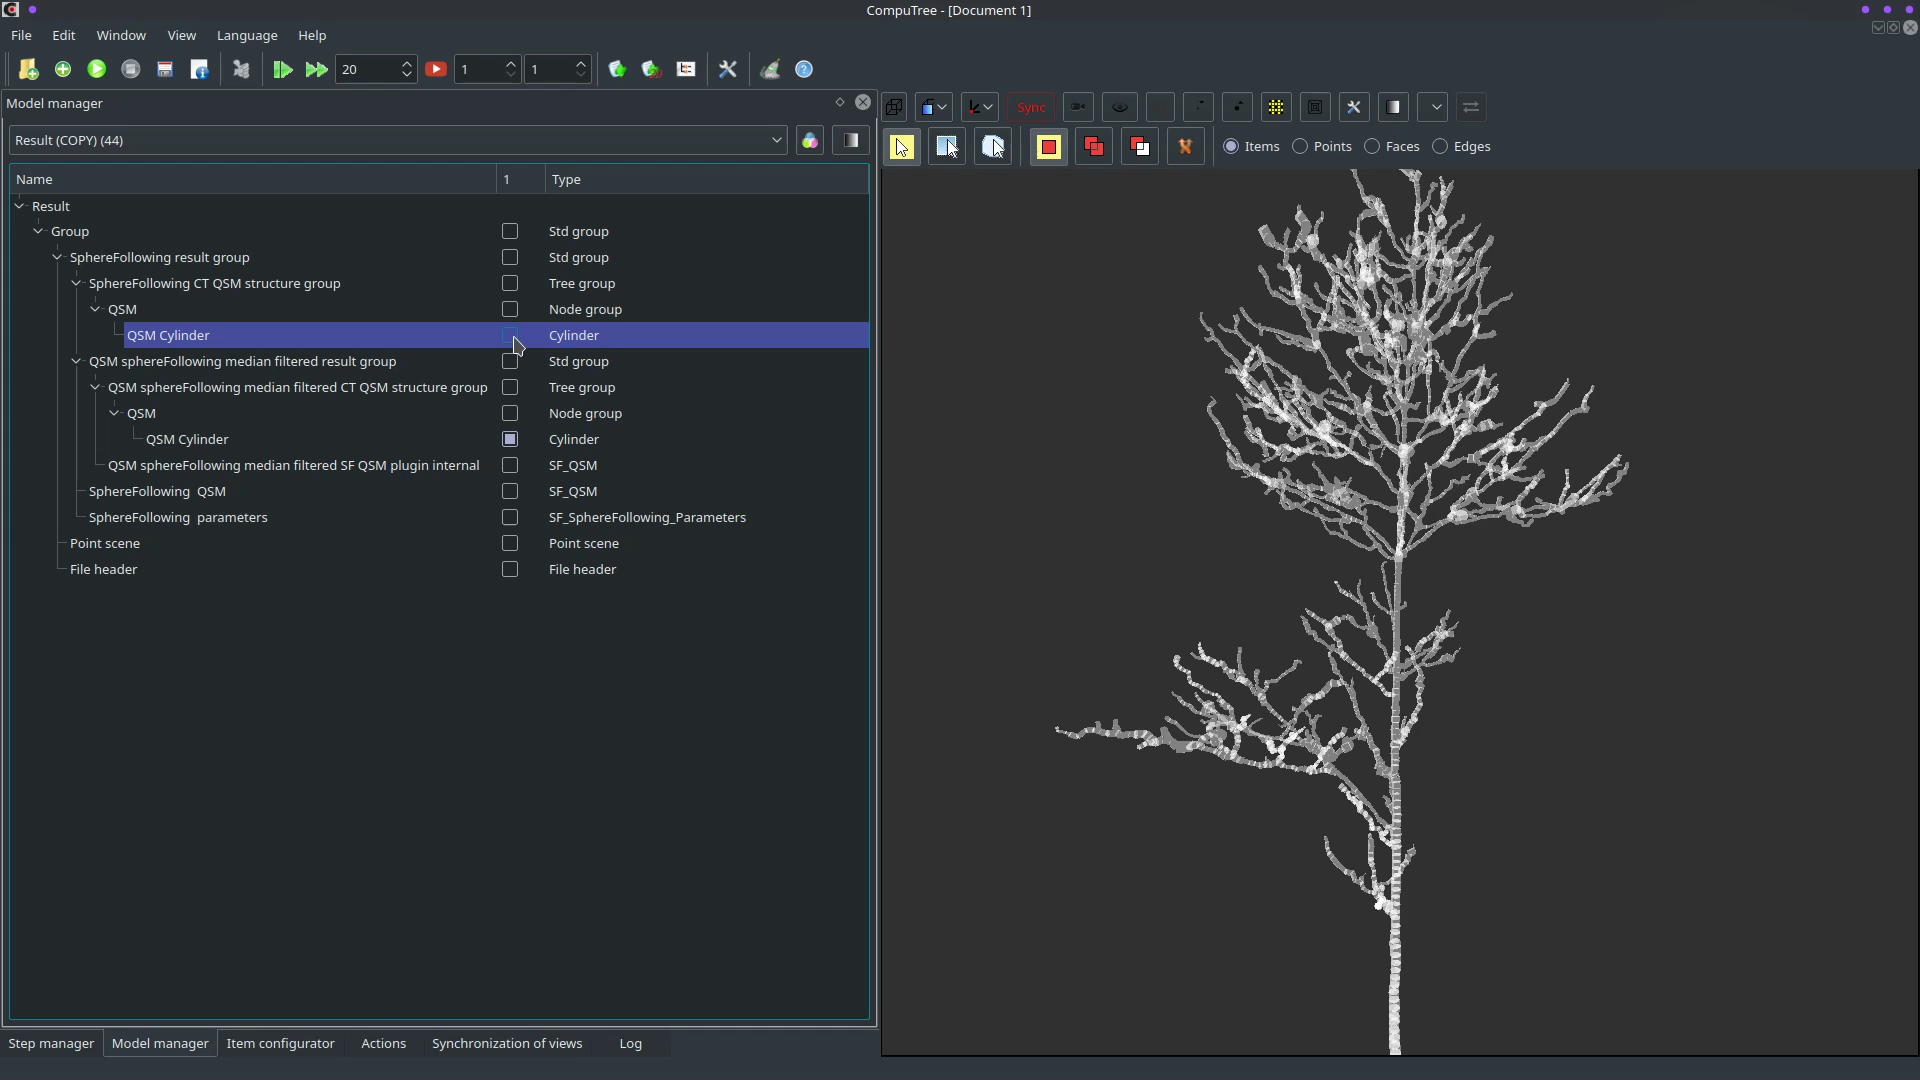 CompuTree - [Document 1]
File Edit Window View Language Help
20 1 1
Model manager
Result (COPY) (44)
Name 1 Type
Result
Group Std group
SphereFollowing result group Std group
SphereFollowing CT QSM structure group Tree group
QSM Node group
QSM Cylinder Cylinder
QSM sphereFollowing median filtered result group Std group
QSM sphereFollowing median filtered CT QSM structure group Tree group
QSM Node group
QSM Cylinder Cylinder
QSM sphereFollowing median filtered SF QSM plugin internal SF_QSM
SphereFollowing QSM SF_QSM
SphereFollowing parameters SF_SphereFollowing_Parameters
Point scene Point scene
File header File header
Step manager Model manager Item configurator Actions Synchronization of views Log
Sync
Items Points Faces Edges